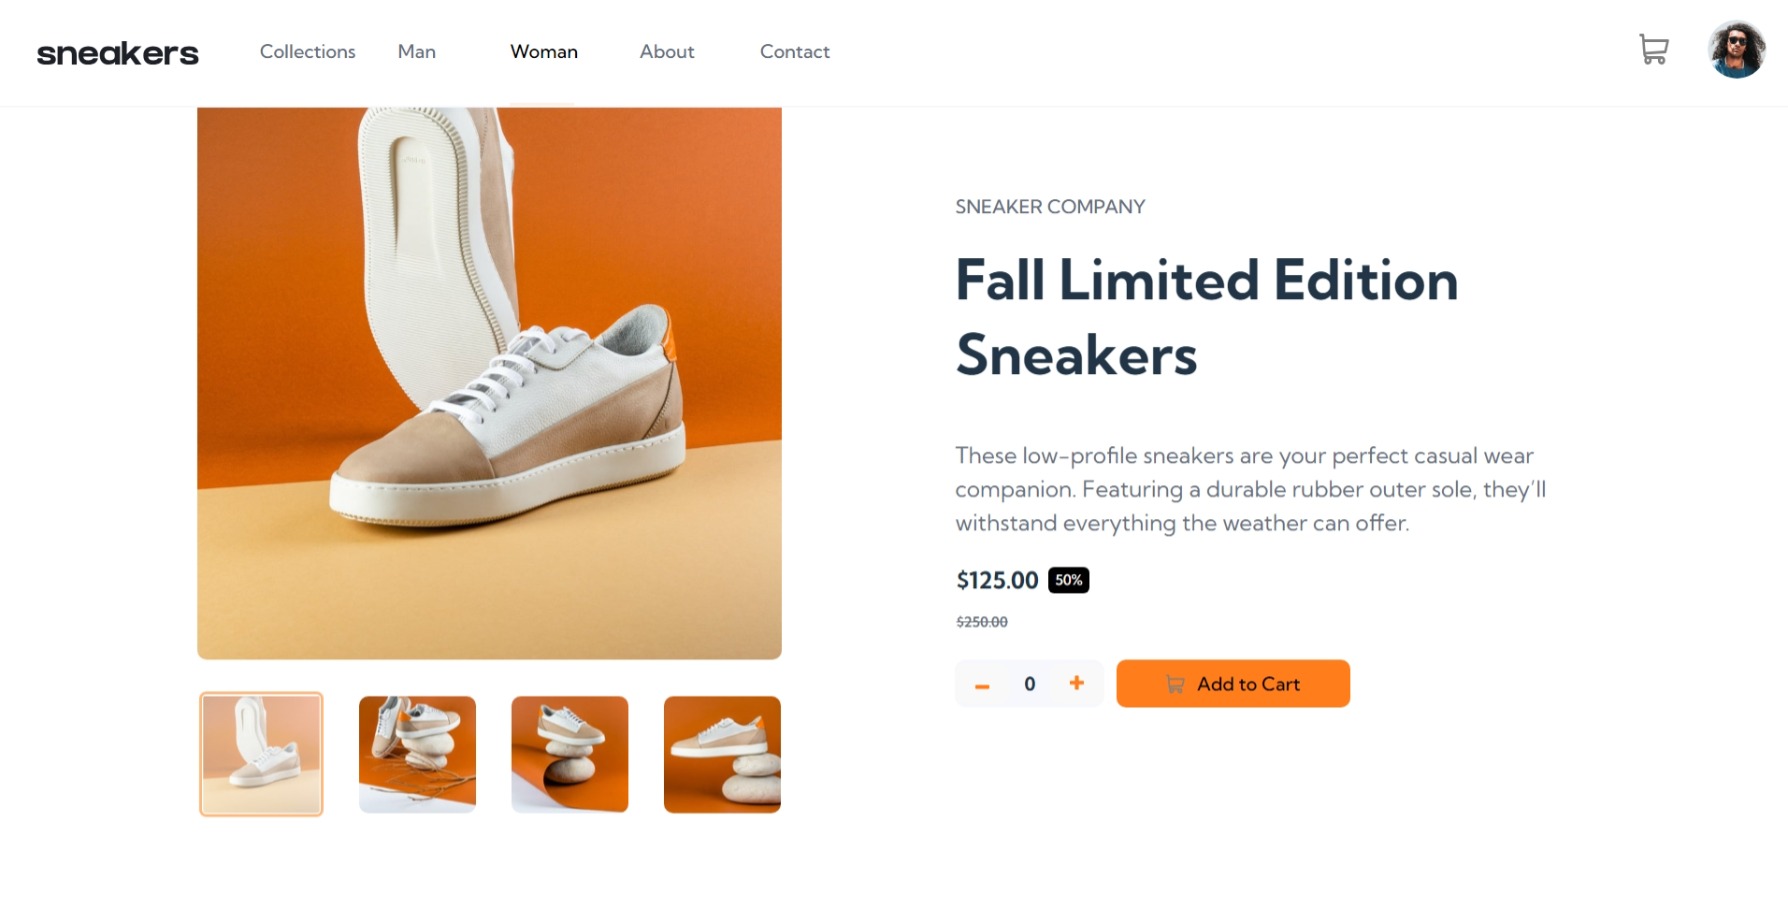 sneakers
Collections Man Woman About Contact
SNEAKER COMPANY
Fall Limited Edition
Sneakers
These low-profile sneakers are your perfect casual wear
companion. Featuring a durable rubber outer sole, they'll
withstand everything the weather can offer.
$125.00 50%
$250.00
– 0 + Add to Cart